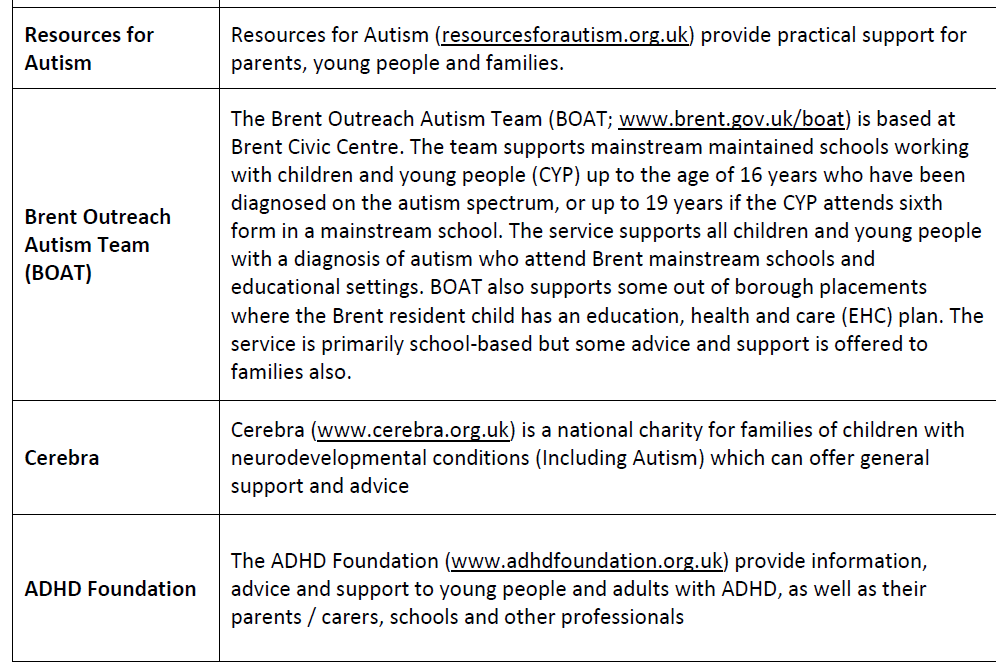 Resources for
Autism
Resources for Autism (resourcesforautism.org.uk) provide practical support for
parents, young people and families.
Brent Outreach
Autism Team
(BOAT)
The Brent Outreach Autism Team (BOAT; www.brent.gov.uk/boat) is based at
Brent Civic Centre. The team supports mainstream maintained schools working
with children and young people (CYP) up to the age of 16 years who have been
diagnosed on the autism spectrum, or up to 19 years if the CYP attends sixth
form in a mainstream school. The service supports all children and young people
with a diagnosis of autism who attend Brent mainstream schools and
educational settings. BOAT also supports some out of borough placements
where the Brent resident child has an education, health and care (EHC) plan. The
service is primarily school-based but some advice and support is offered to
families also.
Cerebra
Cerebra (www.cerebra.org.uk) is a national charity for families of children with
neurodevelopmental conditions (Including Autism) which can offer general
support and advice
ADHD Foundation
The ADHD Foundation (www.adhdfoundation.org.uk) provide information,
advice and support to young people and adults with ADHD, as well as their
parents / carers, schools and other professionals